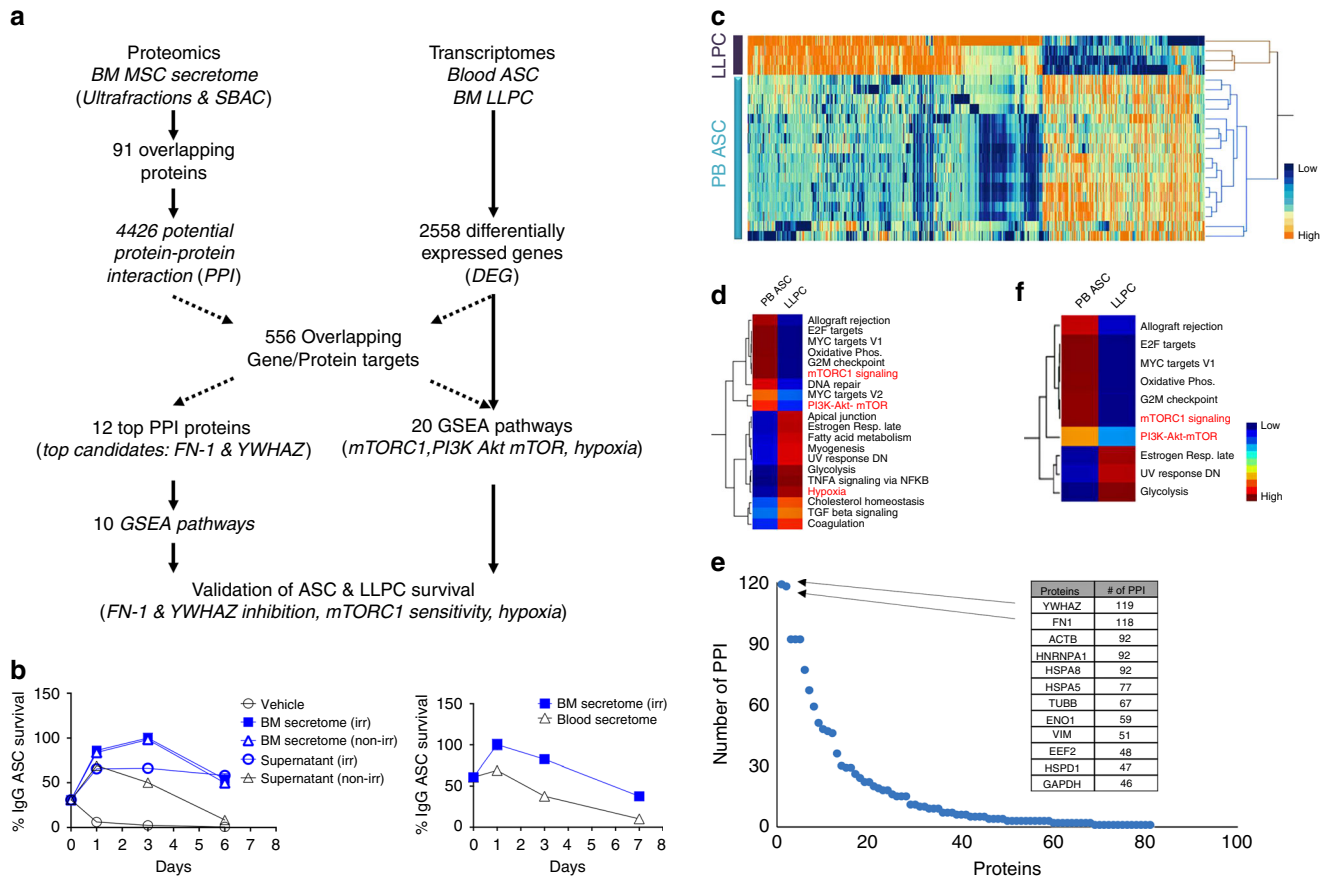 a
Proteomics
BM MSC secretome
(Ultrafractions & SBAC)
Transcriptomes
Blood ASC
BM LLPC
91 overlapping
proteins
4426 potential
protein-protein
interaction (PPI)
2558 differentially
expressed genes
(DEG)
556 Overlapping
Gene/Protein targets
12 top PPI proteins
(top candidates: FN-1 & YWHAZ)
20 GSEA pathways
(mTORC1,PI3K Akt mTOR, hypoxia)
10 GSEA pathways
Validation of ASC & LLPC survival
(FN-1 & YWHAZ inhibition, mTORC1 sensitivity, hypoxia)
b
% IgG ASC survival
150
100
50
0
0 1 2 3 4 5 6 7 8
Days
Vehicle
BM secretome (irr)
BM secretome (non-irr)
Supernatant (irr)
Supernatant (non-irr)
% IgG ASC survival
150
100
50
0
0 1 2 3 4 5 6 7 8
Days
BM secretome (irr)
Blood secretome
c
LLPC
PB ASC
Low
High
d
PB ASC
LLPC
Allograft rejection
E2F targets
MYC targets V1
Oxidative Phos.
G2M checkpoint
mTORC1 signaling
DNA repair
MYC targets V2
PI3K-Akt- mTOR
Apical junction
Estrogen Resp. late
Fatty acid metabolism
Myogenesis
UV response DN
Glycolysis
TNFA signaling via NFKB
Hypoxia
Cholesterol homeostasis
TGF beta signaling
Coagulation
f
PB ASC
LLPC
Allograft rejection
E2F targets
MYC targets V1
Oxidative Phos.
G2M checkpoint
mTORC1 signaling
PI3K-Akt-mTOR
Estrogen Resp. late
UV response DN
Glycolysis
Low
High
e
Number of PPI
120
90
60
30
0
0 20 40 60 80 100
Proteins
Proteins # of PPI
YWHAZ 119
FN1 118
ACTB 92
HNRNPA1 92
HSPA8 92
HSPA5 77
TUBB 67
ENO1 59
VIM 51
EEF2 48
HSPD1 47
GAPDH 46